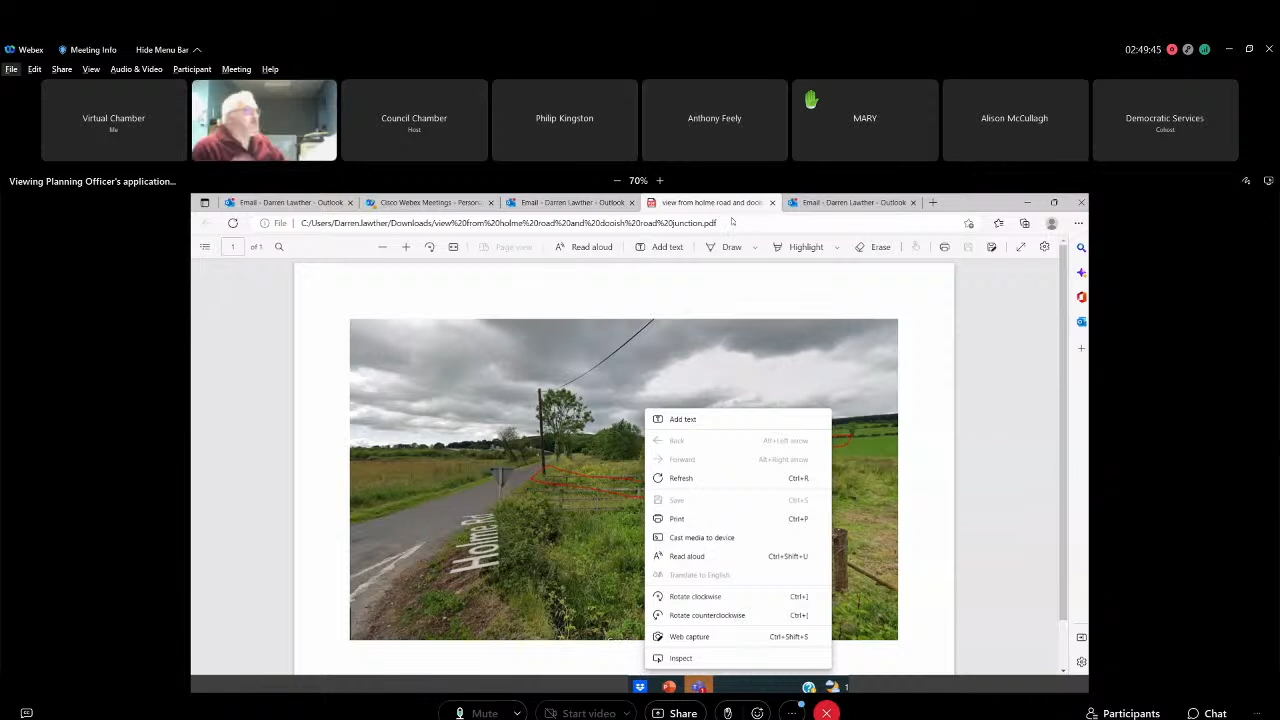 Webex Meeting Info Hide Menu Bar 02:49:45
File Edit Share View Audio & Video Participant Meeting Help
Virtual Chamber
Me
Council Chamber
Host
Philip Kingston
Anthony Feely
MARY
Alison McCullagh
Democratic Services
Cohost
Viewing Planning Officer's application... 70%
Email - Darren Lawther - Outlook Cisco Webex Meetings - Person Email - Darren Lawther - Outlook view from holme road and dooi Email - Darren Lawther - Outlook
File C:/Users/Darren.lawther/Downloads/view%20from%20holme%20road%20and%20dooish%20road%20junction.pdf
1 of 1 Page view Read aloud Add text Draw Highlight Erase
Add text
Back Alt+Left arrow
Forward Alt+Right arrow
Refresh Ctrl+R
Save Ctrl+S
Print Ctrl+P
Cast media to device
Read aloud Ctrl+Shift+U
Translate to English
Rotate clockwise Ctrl+]
Rotate counterclockwise Ctrl+[
Web capture Ctrl+Shift+S
Inspect
Holme Rd
1
Mute Start video Share Participants Chat